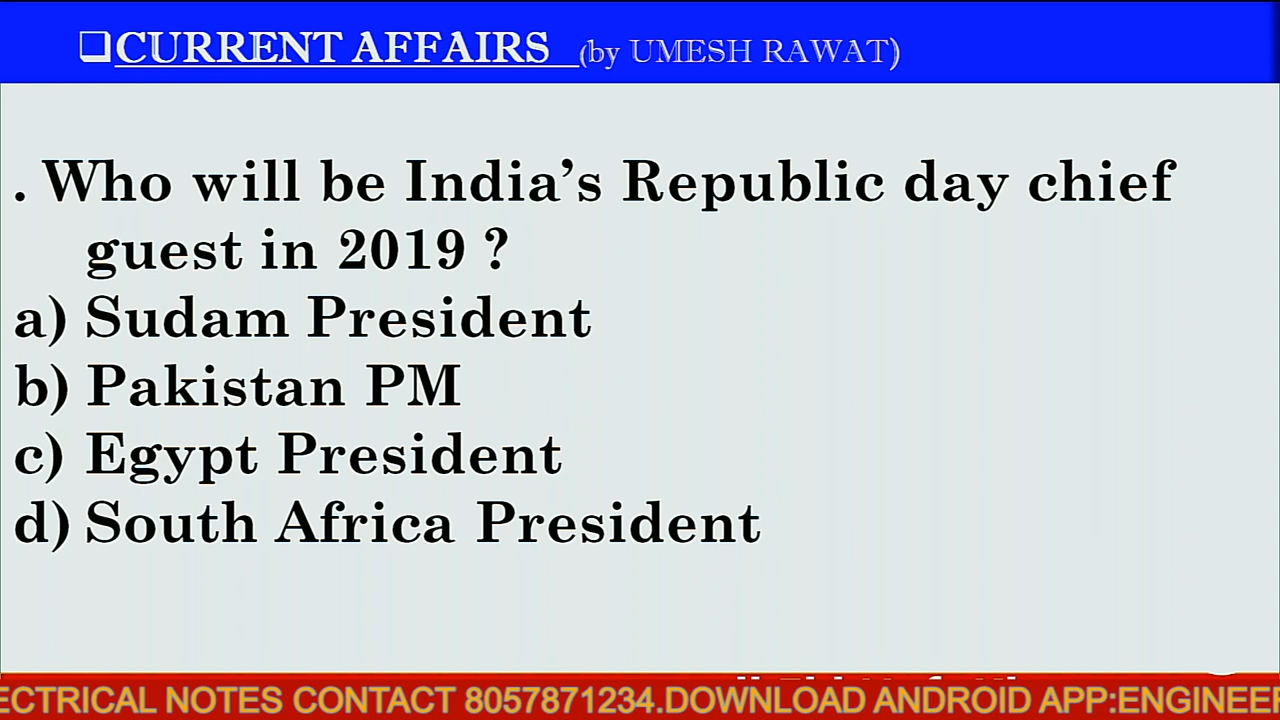 ❑CURRENT AFFAIRS (by UMESH RAWAT)
. Who will be India’s Republic day chief
guest in 2019 ?
a) Sudam President
b) Pakistan PM
c) Egypt President
d) South Africa President
ECTRICAL NOTES CONTACT 8057871234.DOWNLOAD ANDROID APP:ENGINEE